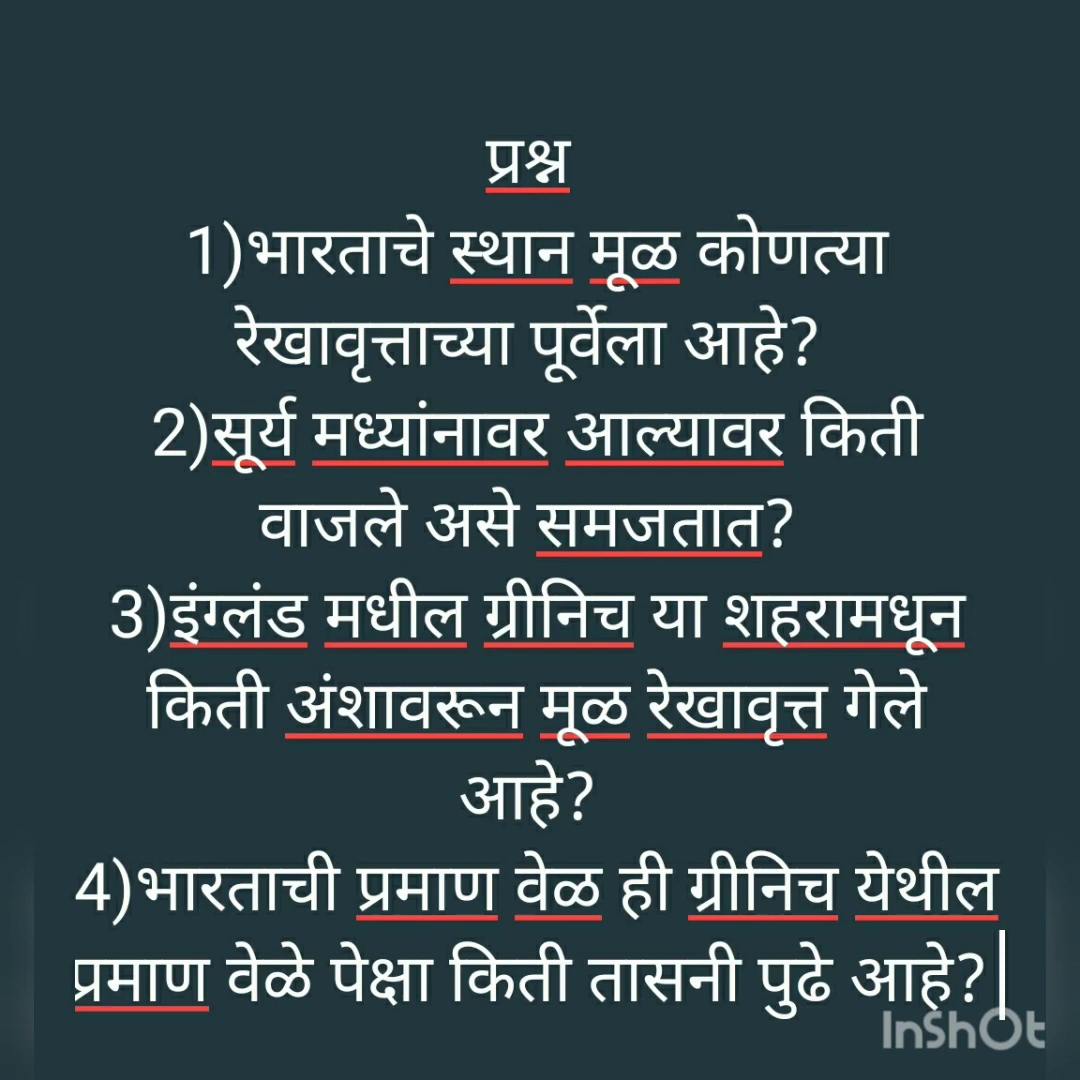 प्रश्न
1)भारताचे स्थान मूळ कोणत्या
रेखावृत्ताच्या पूर्वेला आहे?
2)सूर्य मध्यांनावर आल्यावर किती
वाजले असे समजतात?
3)इंग्लंड मधील ग्रीनिच या शहरामधून
किती अंशावरून मूळ रेखावृत्त गेले
आहे?
4)भारताची प्रमाण वेळ ही ग्रीनिच येथील
प्रमाण वेळे पेक्षा किती तासनी पुढे आहे?
InShOt